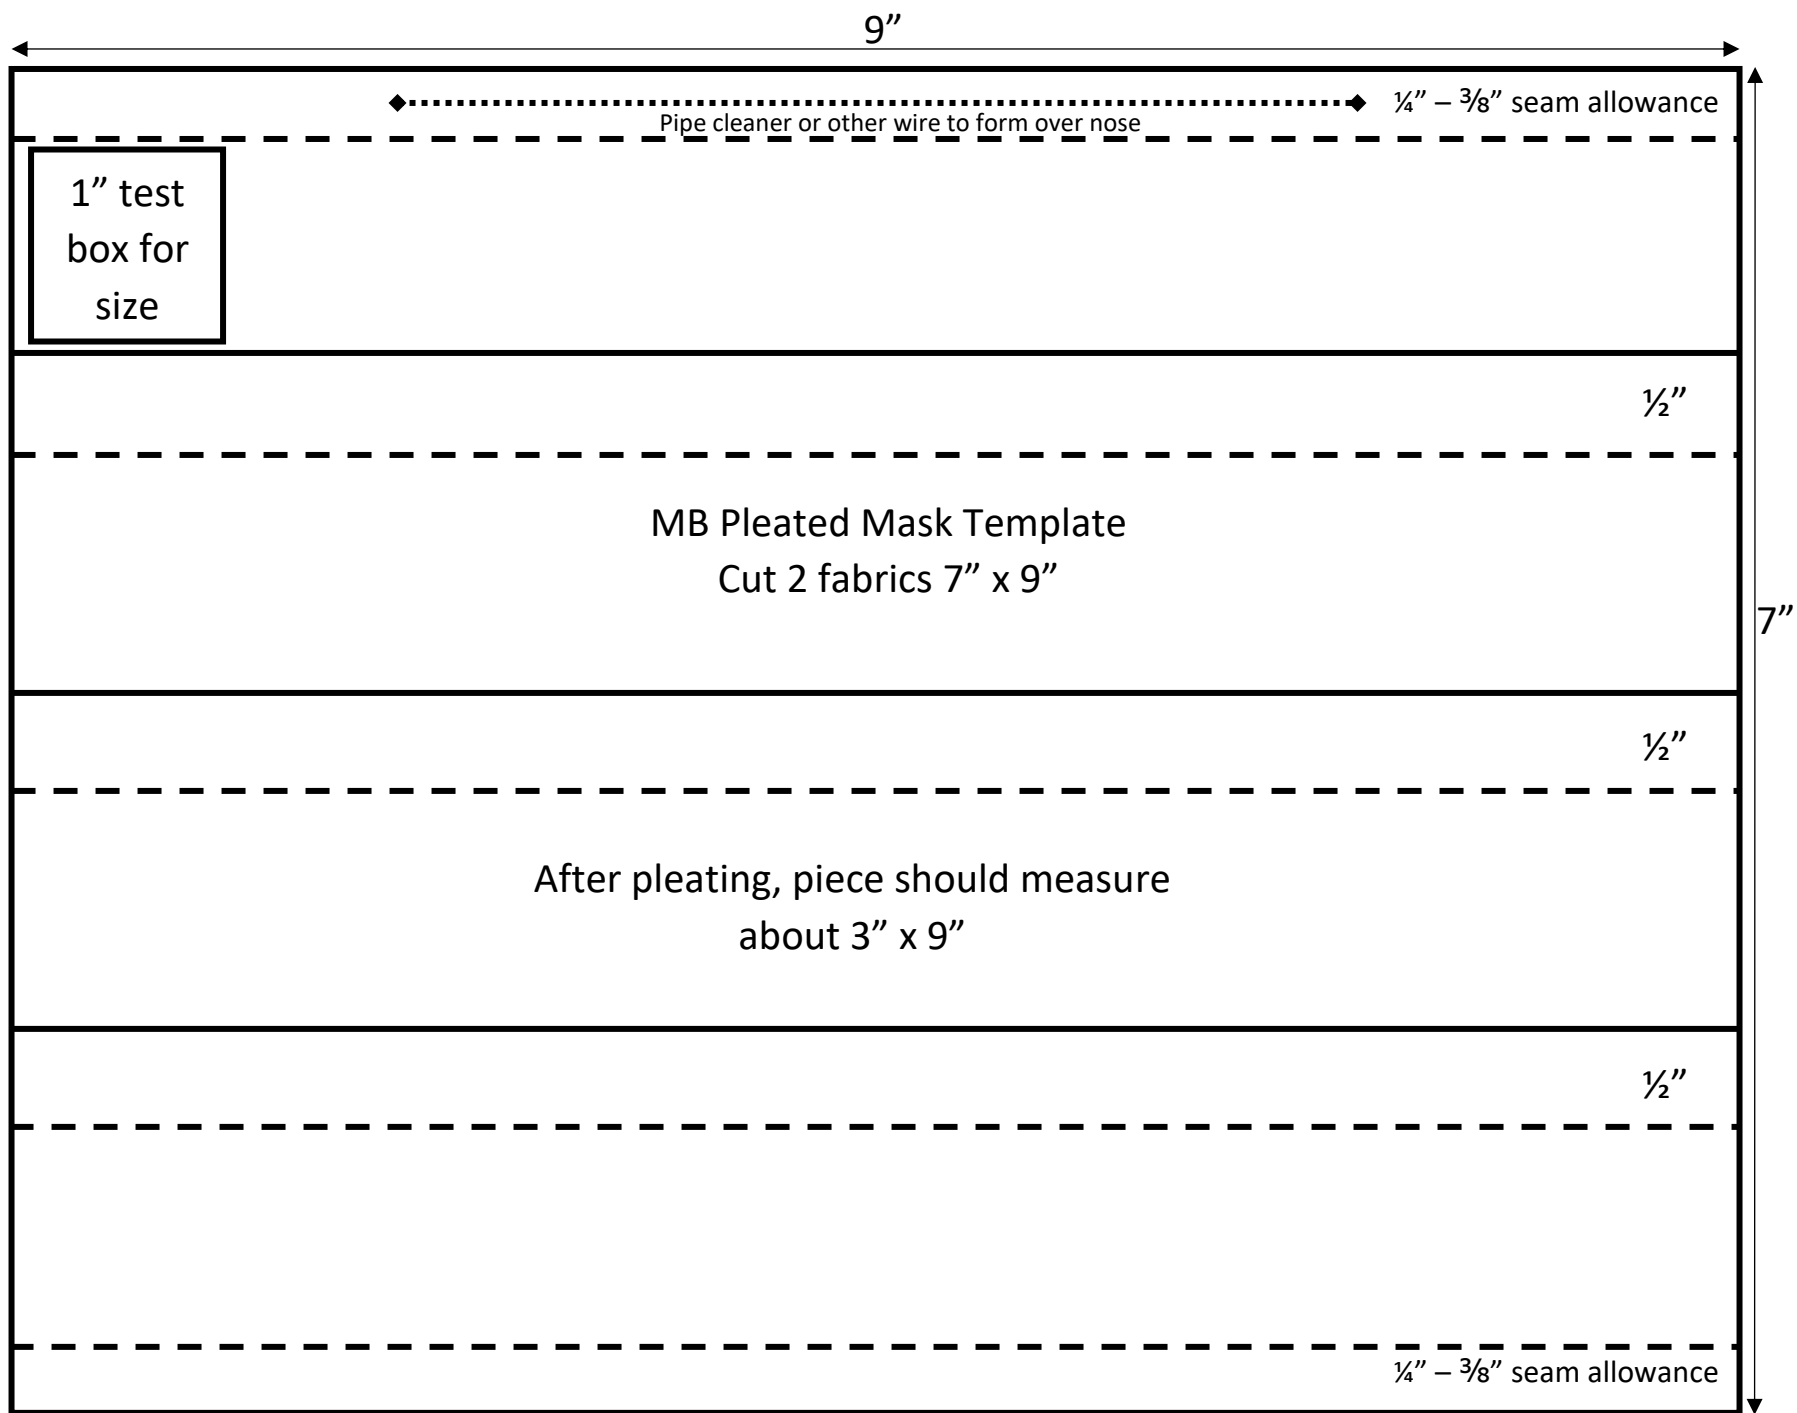 9”
¼” – ⅜” seam allowance
Pipe cleaner or other wire to form over nose
1” test
box for
size
½”
MB Pleated Mask Template
Cut 2 fabrics 7” x 9”
7”
½”
After pleating, piece should measure
about 3” x 9”
½”
¼” – ⅜” seam allowance